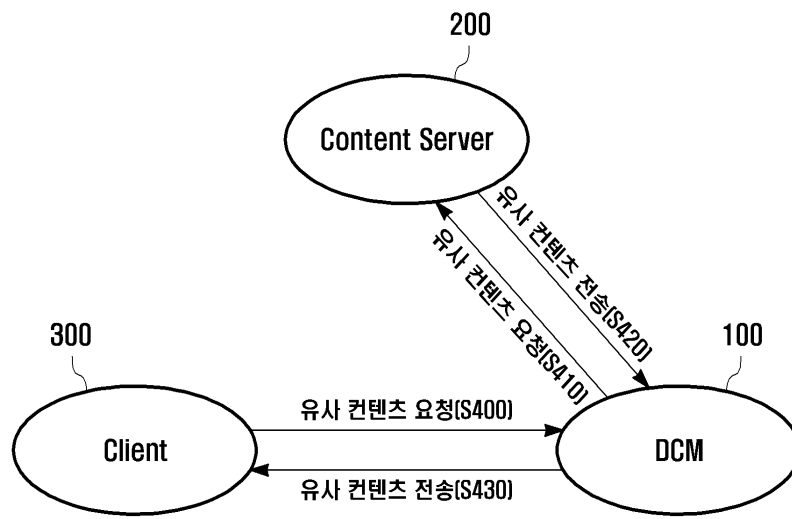 200
Content Server
유사 컨텐츠 전송(S420)
유사 컨텐츠 요청(S410)
300
100
유사 컨텐츠 요청(S400)
Client
DCM
유사 컨텐츠 전송(S430)